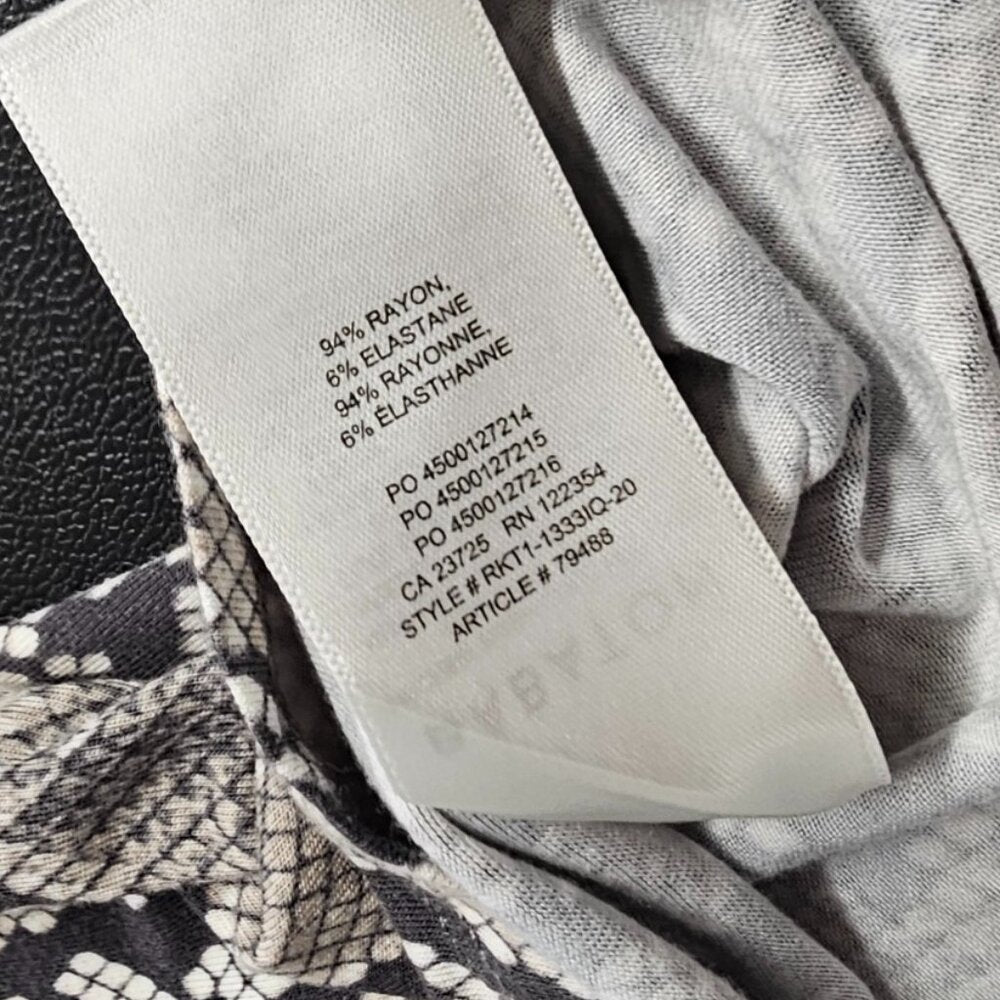 94% RAYON,
6% ELASTANE
94% RAYONNE,
6% ÉLASTHANNE
PO 4500127214
PO 4500127215
PO 4500127216
CA 23725 RN 122354
STYLE # RKT1-1333IQ-20
ARTICLE # 79488